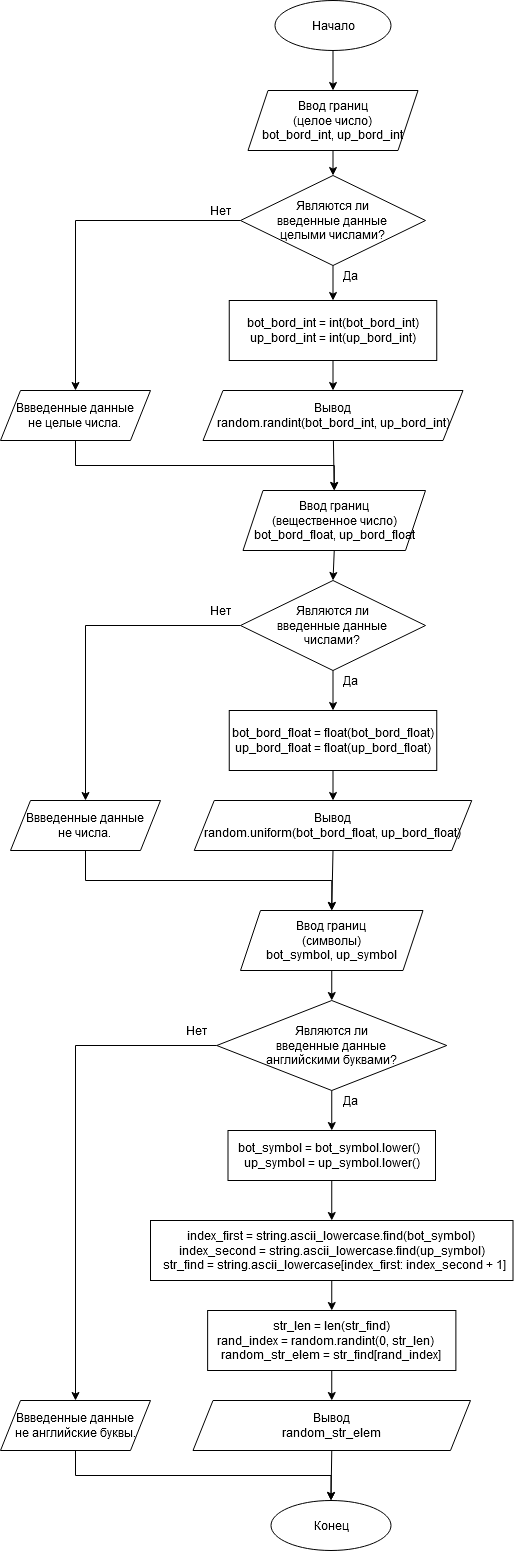 Начало
Ввод границ
(целое число)
bot_bord_int, up_bord_int
Являются ли
введенные данные
целыми числами?
Нет
Да
bot_bord_int = int(bot_bord_int)
up_bord_int = int(up_bord_int)
Ввведенные данные
не целые числа.
Вывод
random.randint(bot_bord_int, up_bord_int)
Ввод границ
(вещественное число)
bot_bord_float, up_bord_float
Являются ли
введенные данные
числами?
Нет
Да
bot_bord_float = float(bot_bord_float)
up_bord_float = float(up_bord_float)
Ввведенные данные
не числа.
Вывод
random.uniform(bot_bord_float, up_bord_float)
Ввод границ
(символы)
bot_symbol, up_symbol
Являются ли
введенные данные
английскими буквами?
Нет
Да
bot_symbol = bot_symbol.lower()
up_symbol = up_symbol.lower()
index_first = string.ascii_lowercase.find(bot_symbol)
index_second = string.ascii_lowercase.find(up_symbol)
str_find = string.ascii_lowercase[index_first: index_second + 1]
str_len = len(str_find)
rand_index = random.randint(0, str_len)
random_str_elem = str_find[rand_index]
Ввведенные данные
не английские буквы.
Вывод
random_str_elem
Конец